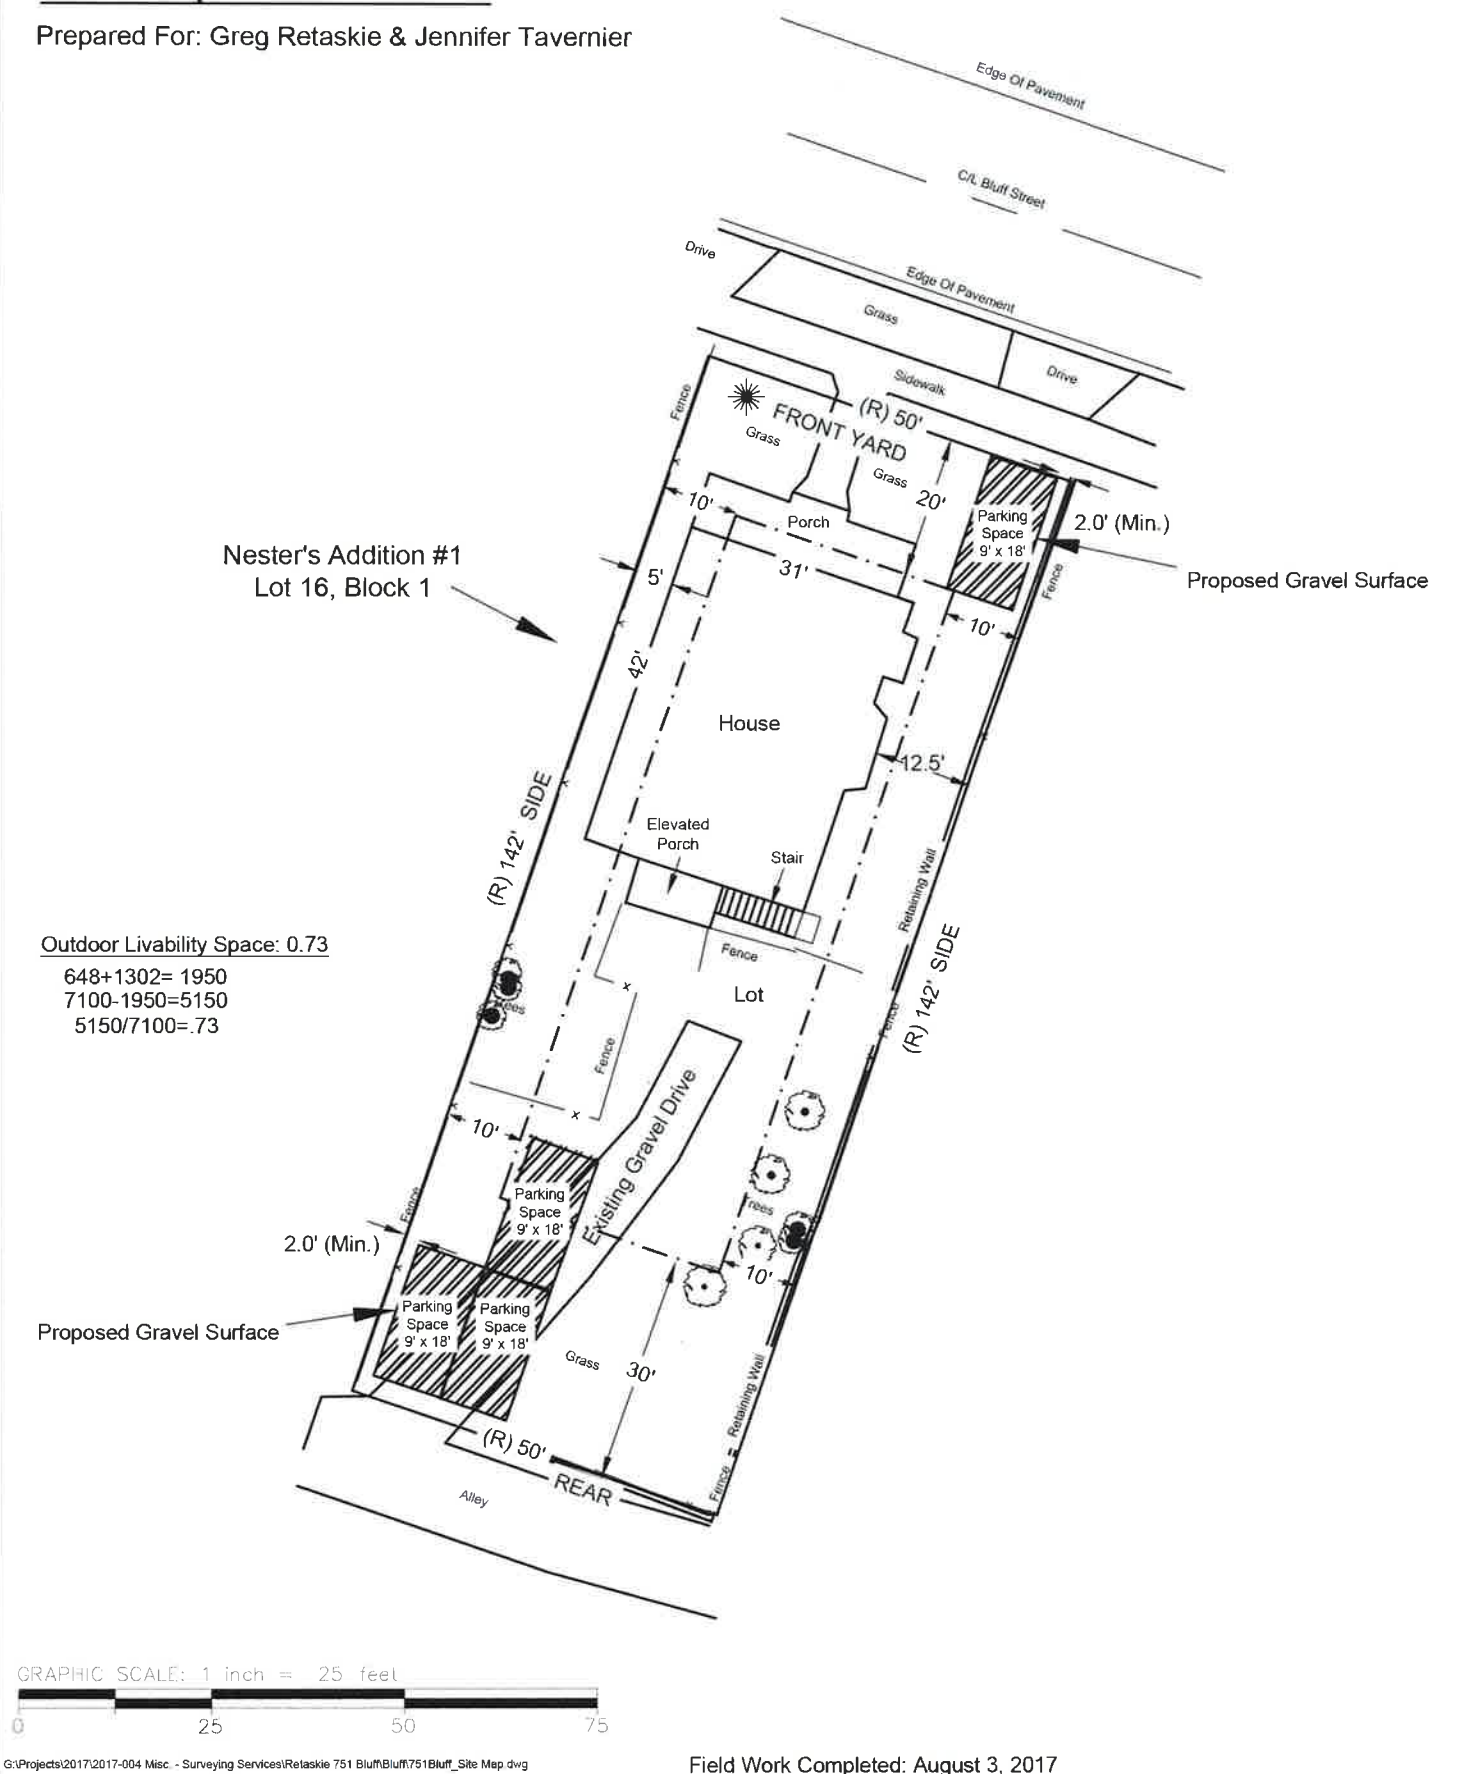 Prepared For: Greg Retaskie & Jennifer Tavernier
Edge Of Pavement
C/L Bluff Street
Drive
Edge Of Pavement
Grass
Drive
Sidewalk
Fence
(R) 50'
FRONT YARD
Grass
Grass
20'
10'
Porch
Parking
Space
9' x 18'
2.0' (Min.)
Proposed Gravel Surface
Fence
Nester's Addition #1
Lot 16, Block 1
5'
31'
10'
42'
House
12.5'
(R) 142' SIDE
Elevated
Porch
Stair
Retaining Wall
Fence
(R) 142' SIDE
Outdoor Livability Space: 0.73
648+1302= 1950
7100-1950=5150
5150/7100=.73
Lot
x
Fence
Fence
x
Existing Gravel Drive
10'
Parking
Space
9' x 18'
Fence
2.0' (Min.)
10'
Parking
Space
9' x 18'
Parking
Space
9' x 18'
Proposed Gravel Surface
Grass
30'
Retaining Wall
Fence
(R) 50'
REAR
Alley
GRAPHIC SCALE: 1 inch = 25 feet
0 25 50 75
G:\Projects\2017\2017-004 Misc. - Surveying Services\Retaskie 751 Bluff\Bluff\751Bluff_Site Map.dwg
Field Work Completed: August 3, 2017